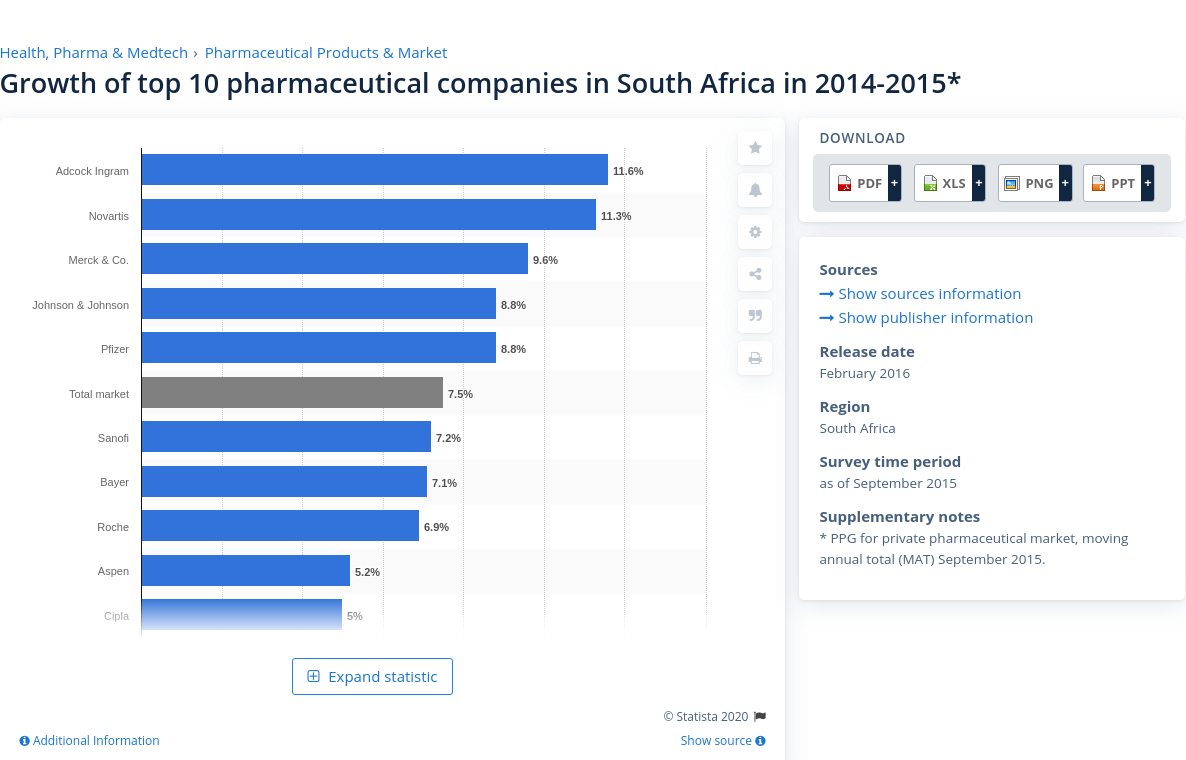 Health, Pharma & Medtech › Pharmaceutical Products & Market
Growth of top 10 pharmaceutical companies in South Africa in 2014-2015*
Adcock Ingram 11.6%
Novartis 11.3%
Merck & Co. 9.6%
Johnson & Johnson 8.8%
Pfizer 8.8%
Total market 7.5%
Sanofi 7.2%
Bayer 7.1%
Roche 6.9%
Aspen 5.2%
Cipla 5%
Expand statistic
© Statista 2020
Additional Information
Show source
DOWNLOAD
PDF + XLS + PNG + PPT +
Sources
Show sources information
Show publisher information
Release date
February 2016
Region
South Africa
Survey time period
as of September 2015
Supplementary notes
* PPG for private pharmaceutical market, moving
annual total (MAT) September 2015.